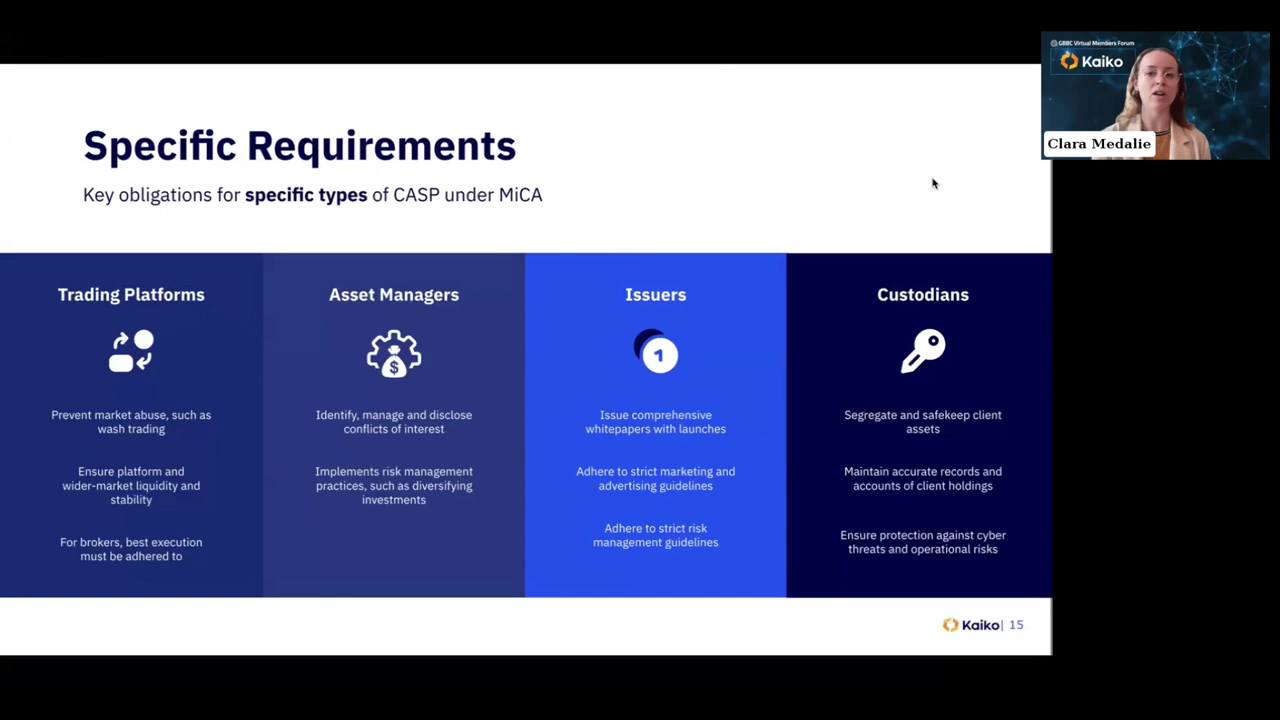 Specific Requirements
Key obligations for specific types of CASP under MiCA
Trading Platforms
Prevent market abuse, such as
wash trading
Ensure platform and
wider-market liquidity and
stability
For brokers, best execution
must be adhered to
Asset Managers
$
Identify, manage and disclose
conflicts of interest
Implements risk management
practices, such as diversifying
investments
Issuers
1
Issue comprehensive
whitepapers with launches
Adhere to strict marketing and
advertising guidelines
Adhere to strict risk
management guidelines
Custodians
Segregate and safekeep client
assets
Maintain accurate records and
accounts of client holdings
Ensure protection against cyber
threats and operational risks
Kaiko | 15
GBBC Virtual Members Forum
Kaiko
Clara Medalie